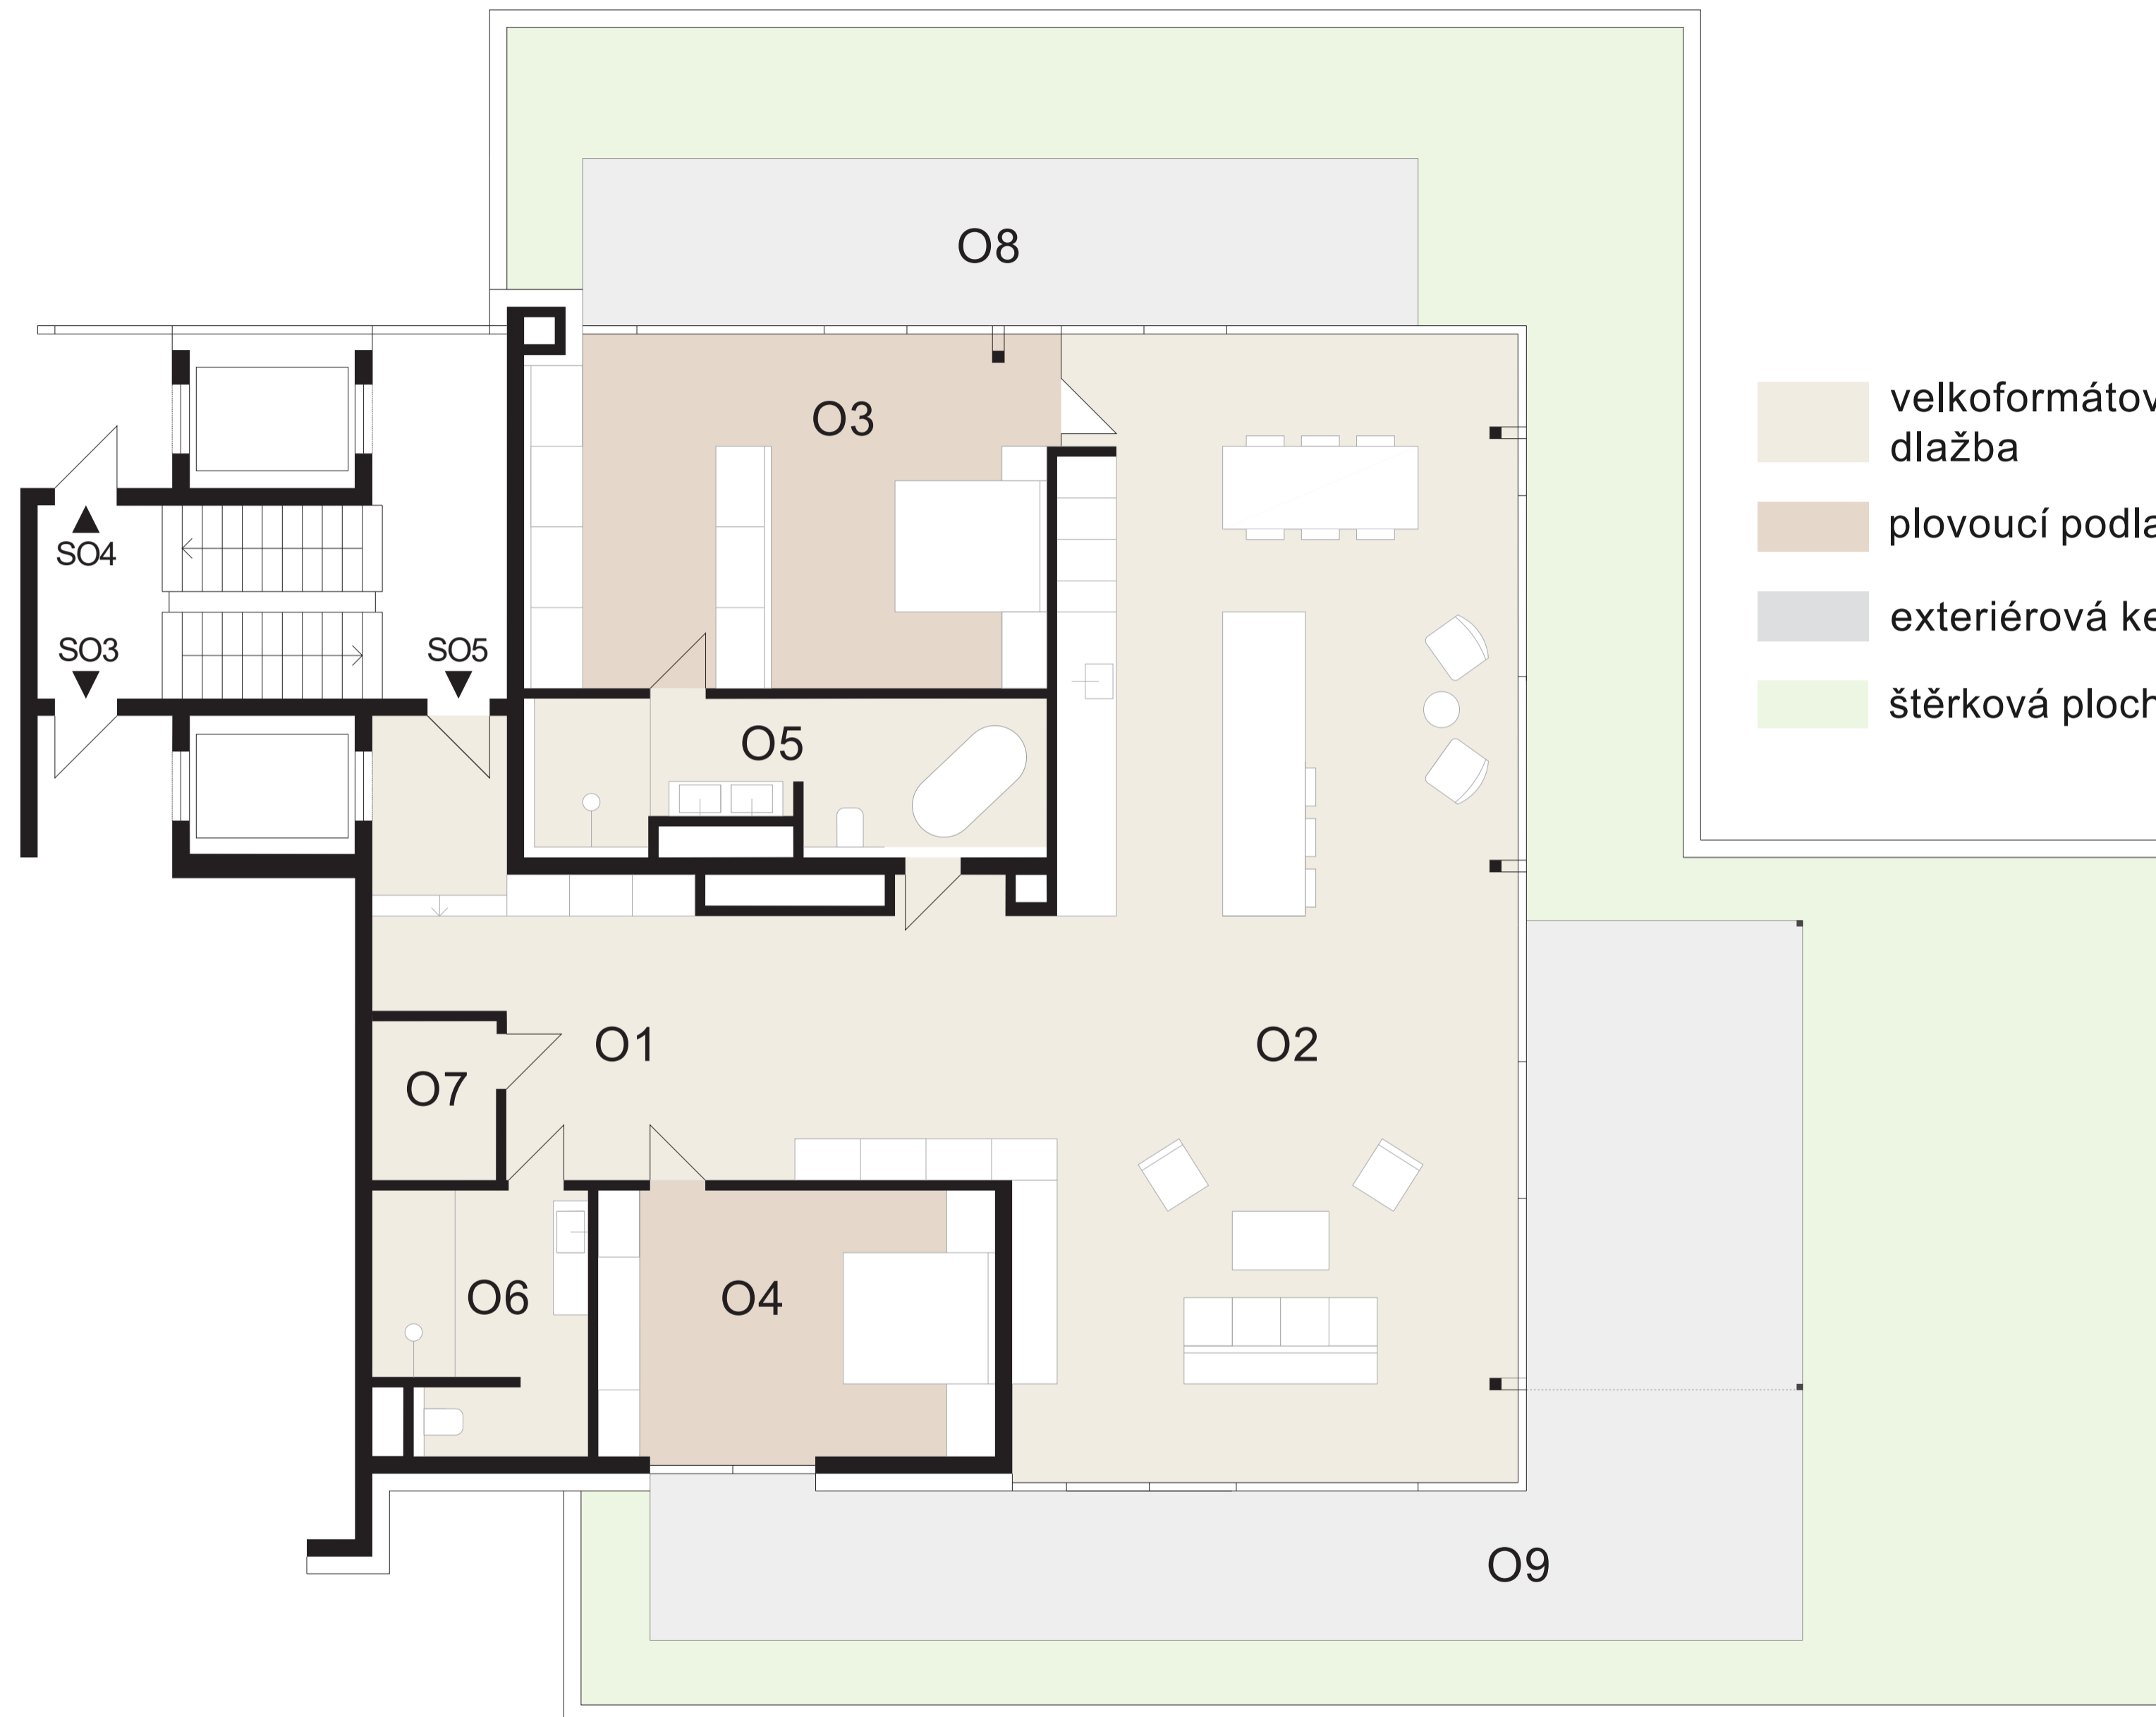 O8
O3
velkoformátov
dlažba
plovoucí podla
exteriérová ke
štěrková ploch
SO4
SO3
SO5
O5
O1
O2
O7
O6
O4
O9